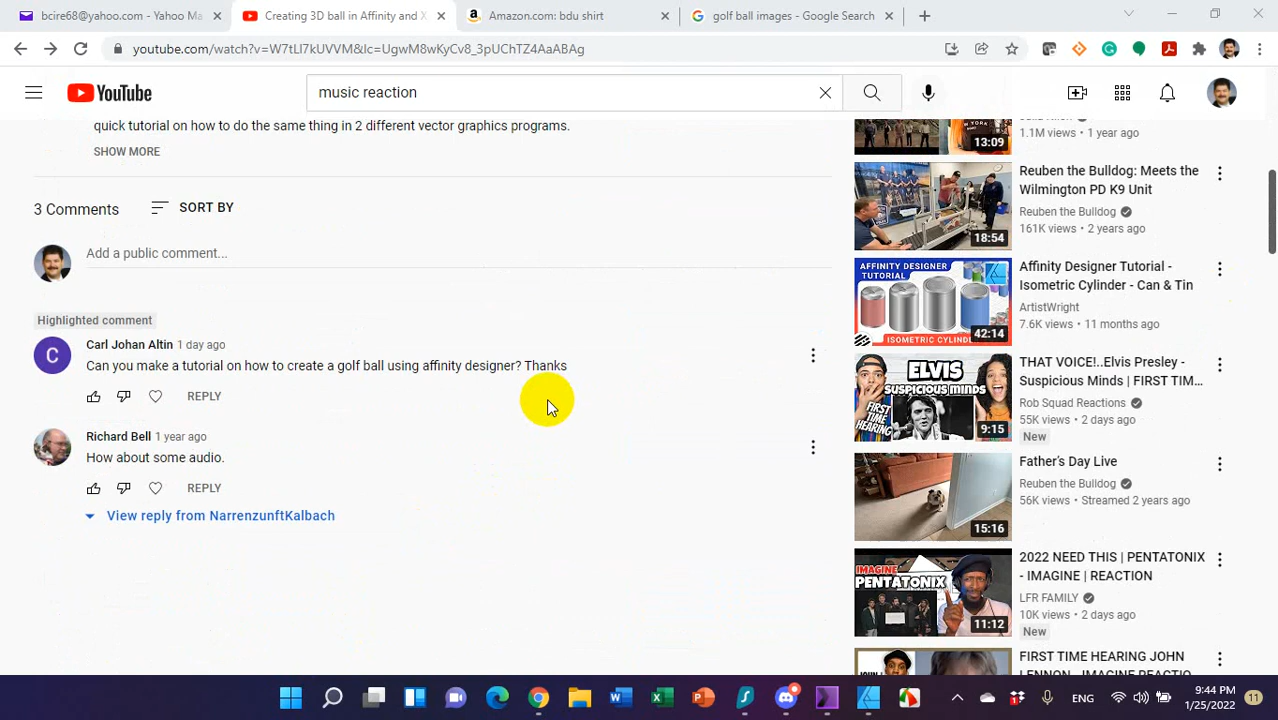 bcire68@yahoo.com - Yahoo Ma
Creating 3D ball in Affinity and X
Amazon.com: bdu shirt
golf ball images - Google Search
youtube.com/watch?v=W7tLl7kUVVM&lc=UgwM8wKyCv8_3pUChTZ4AaABAg
YouTube
music reaction
quick tutorial on how to do the same thing in 2 different vector graphics programs.
SHOW MORE
3 Comments
SORT BY
Add a public comment...
Highlighted comment
Carl Johan Altin 1 day ago
C
Can you make a tutorial on how to create a golf ball using affinity designer? Thanks
REPLY
Richard Bell 1 year ago
How about some audio.
REPLY
View reply from NarrenzunftKalbach
YORK
13:09
1.1M views • 1 year ago
18:54
Reuben the Bulldog: Meets the
Wilmington PD K9 Unit
Reuben the Bulldog
161K views • 2 years ago
AFFINITY DESIGNER
TUTORIAL
ISOMETRIC CYLINDER
42:14
Affinity Designer Tutorial -
Isometric Cylinder - Can & Tin
ArtistWright
7.6K views • 11 months ago
ELVIS
SUSPICIOUS MINDS
FIRST
TIME
HEARING
9:15
THAT VOICE!..Elvis Presley -
Suspicious Minds | FIRST TIM...
Rob Squad Reactions
55K views • 2 days ago
New
15:16
Father's Day Live
Reuben the Bulldog
56K views • Streamed 2 years ago
IMAGINE
PENTATONIX
11:12
2022 NEED THIS | PENTATONIX
- IMAGINE | REACTION
LFR FAMILY
10K views • 2 days ago
New
FIRST TIME HEARING JOHN
LENNON - IMAGINE REACTIO
ENG
9:44 PM
1/25/2022
11